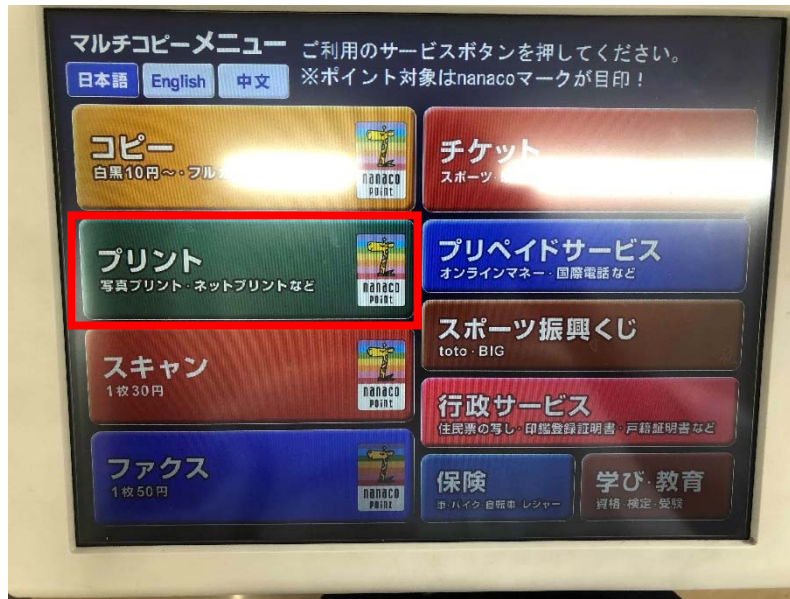 マルチコピーメニュー
ご利用のサービスボタンを押してください。
日本語 English 中文
※ポイント対象はnanacoマークが目印！
コピー
白黒10円～・フルカ
nanaco
POINT
チケット
スポーツ・
プリント
写真プリント・ネットプリントなど
nanaco
POINT
プリペイドサービス
オンラインマネー・国際電話など
スキャン
1枚30円
nanaco
POINT
スポーツ振興くじ
toto・BIG
行政サービス
住民票の写し・印鑑登録証明書・戸籍証明書など
ファクス
1枚50円
nanaco
POINT
保険
車・バイク・自転車・レジャー
学び・教育
資格・検定・受験